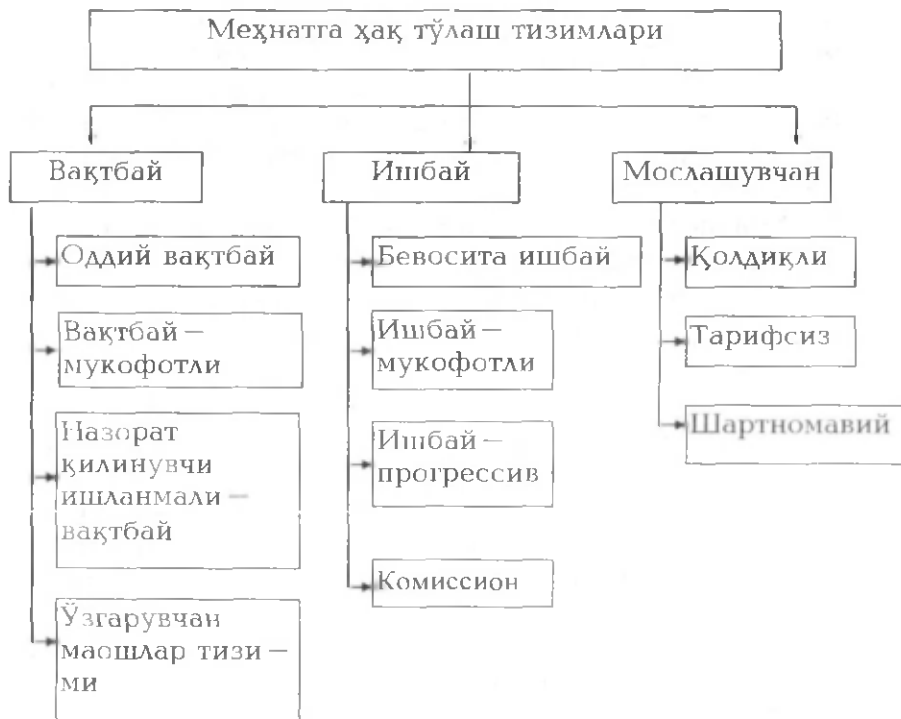 Меҳнатга ҳақ тўлаш тизимлари
Вақтбай
Оддий вақтбай
Вақтбай –
мукофотли
Назорат
қилинувчи
ишланмали –
вақтбай
Ўзгарувчан
маошлар тизи –
ми
Ишбай
Бевосита ишбай
Ишбай –
мукофотли
Ишбай –
прогрессив
Комиссион
Мослашувчан
Қолдиқли
Тарифсиз
Шартномавий